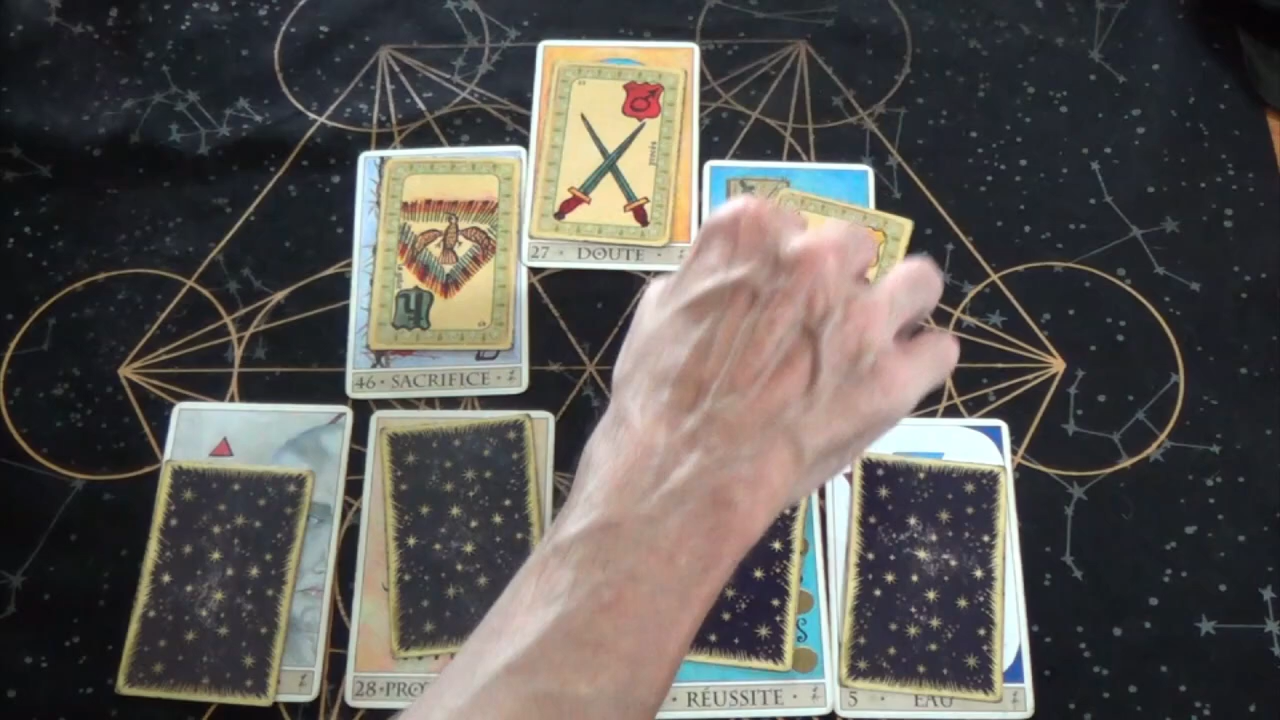 27 · DOUTE ·
46 · SACRIFICE ·
28 · PRO
RÉUSSITE ·
5 · EAU ·